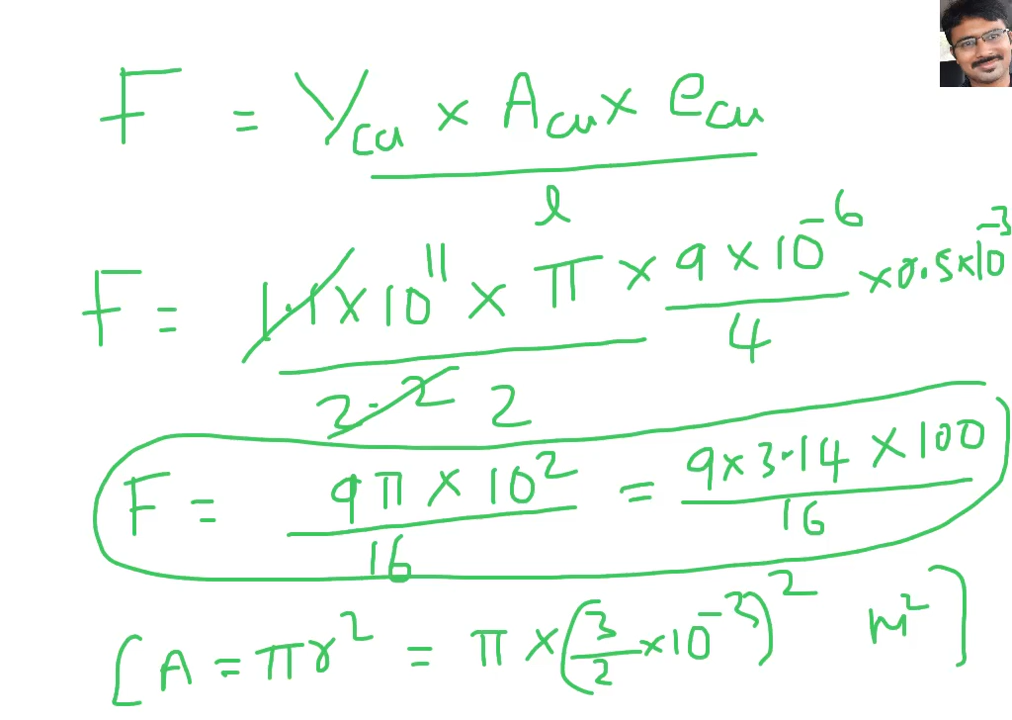 F = Y_cu × A_cu × e_cu / l
F = 1.1×10^11 × π × 9×10^-6 / 4 × 0.5×10^-3
2.2 2
F = 9π × 10^2 / 16 = 9×3.14×100 / 16
[A = πr^2 = π×(3/2 ×10^-3)^2 m^2]